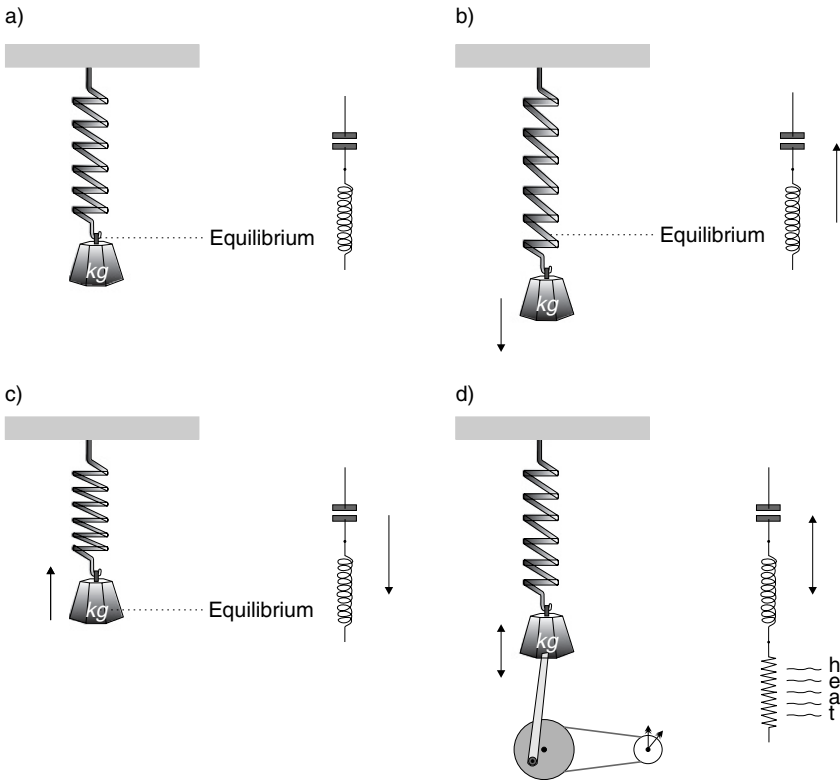 a)
b)
Equilibrium
kg
Equilibrium
kg
c)
d)
kg
Equilibrium
kg
h
e
a
t